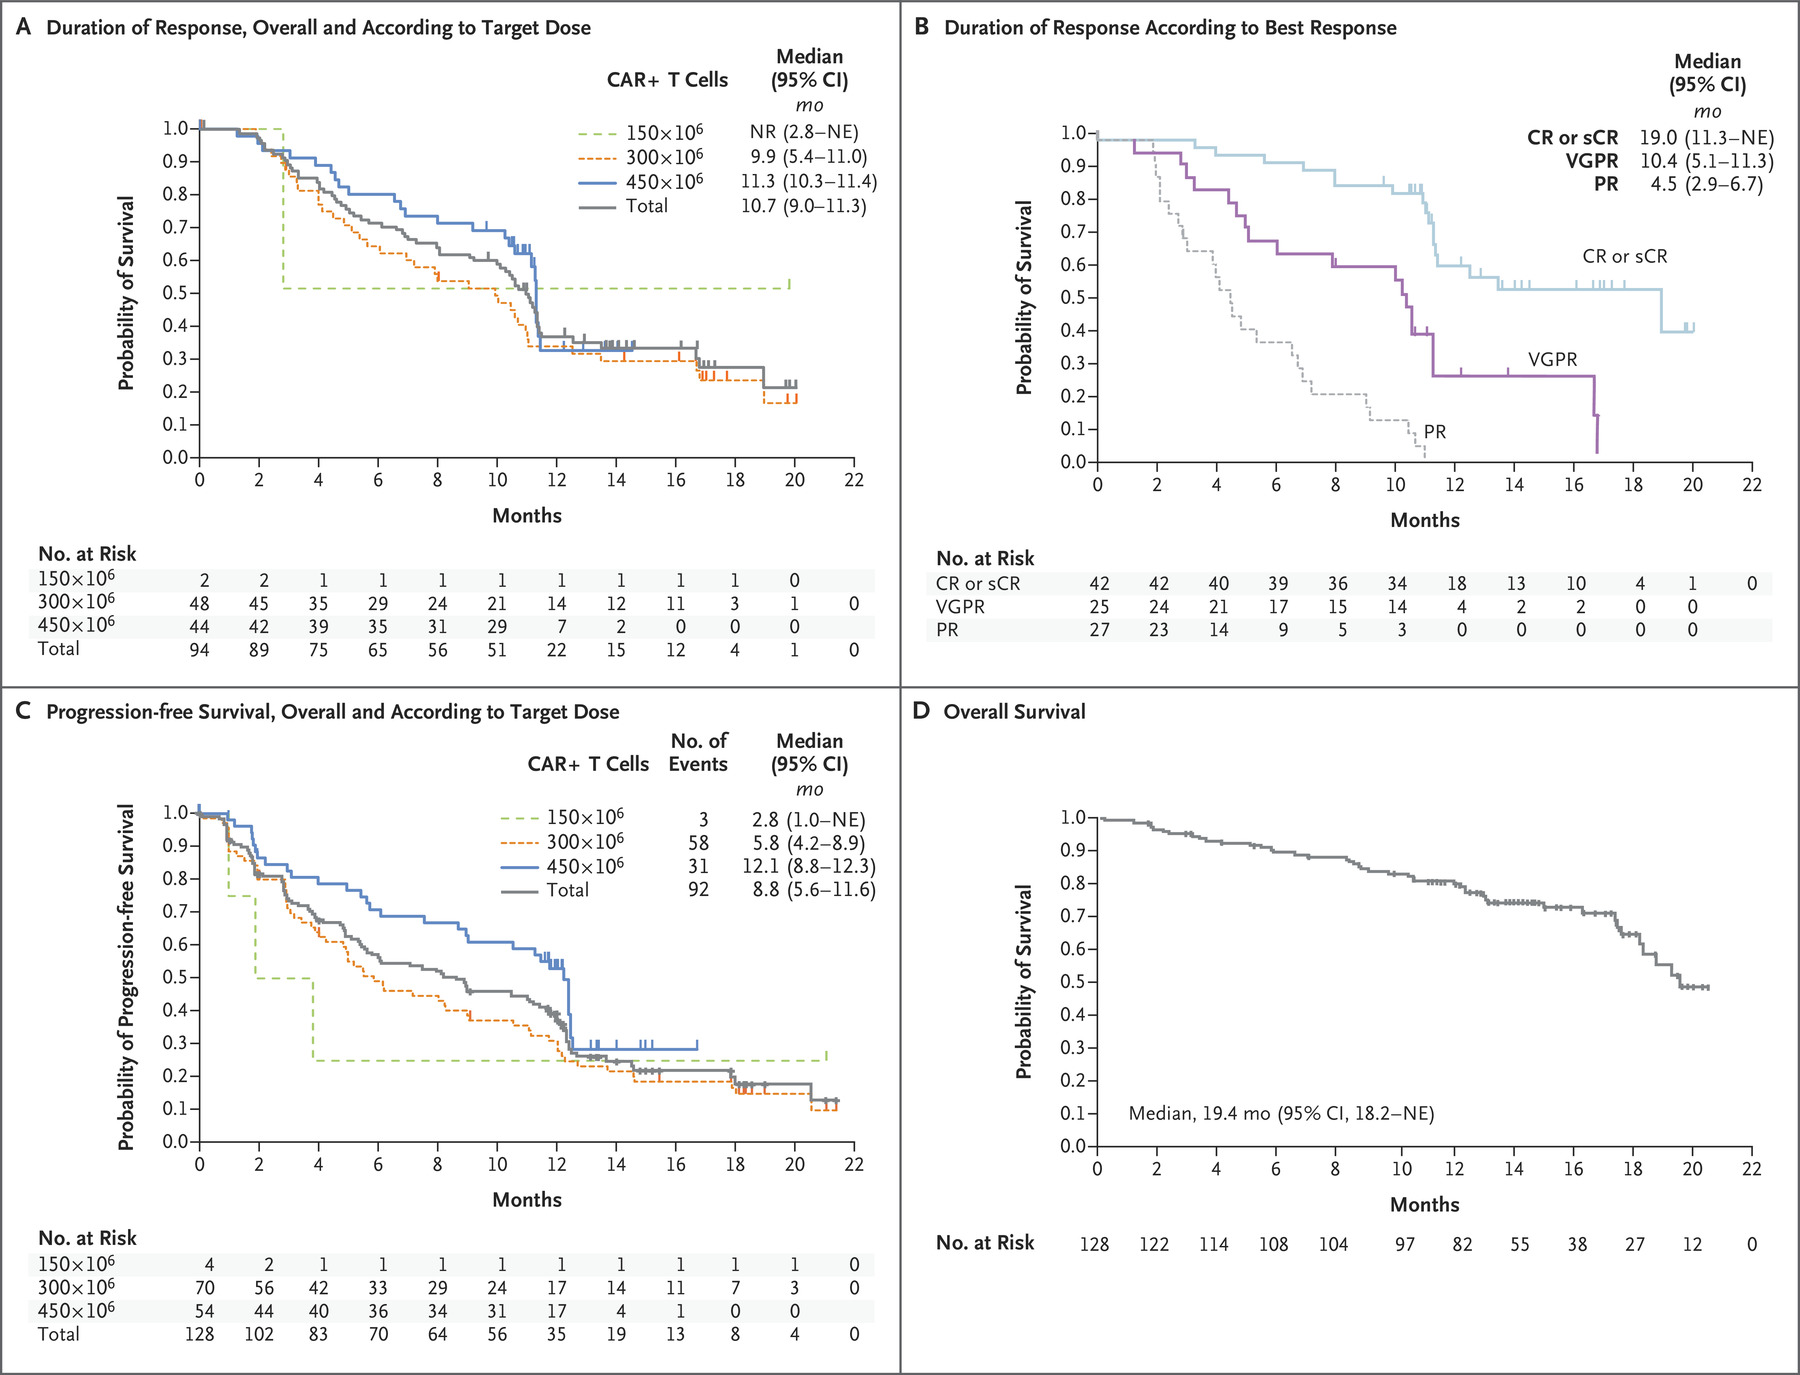 A Duration of Response, Overall and According to Target Dose
CAR+ T Cells
Median
(95% CI)
mo
150×10⁶ NR (2.8–NE)
300×10⁶ 9.9 (5.4–11.0)
450×10⁶ 11.3 (10.3–11.4)
Total 10.7 (9.0–11.3)
Probability of Survival
1.0
0.9
0.8
0.7
0.6
0.5
0.4
0.3
0.2
0.1
0.0
0 2 4 6 8 10 12 14 16 18 20 22
Months
No. at Risk
150×10⁶ 2 2 1 1 1 1 1 1 1 1 0
300×10⁶ 48 45 35 29 24 21 14 12 11 3 1 0
450×10⁶ 44 42 39 35 31 29 7 2 0 0 0
Total 94 89 75 65 56 51 22 15 12 4 1 0
B Duration of Response According to Best Response
Median
(95% CI)
mo
CR or sCR 19.0 (11.3–NE)
VGPR 10.4 (5.1–11.3)
PR 4.5 (2.9–6.7)
Probability of Survival
1.0
0.9
0.8
0.7
0.6
0.5
0.4
0.3
0.2
0.1
0.0
CR or sCR
VGPR
PR
0 2 4 6 8 10 12 14 16 18 20 22
Months
No. at Risk
CR or sCR 42 42 40 39 36 34 18 13 10 4 1 0
VGPR 25 24 21 17 15 14 4 2 2 0 0
PR 27 23 14 9 5 3 0 0 0 0 0
C Progression-free Survival, Overall and According to Target Dose
CAR+ T Cells
No. of
Events
Median
(95% CI)
mo
150×10⁶ 3 2.8 (1.0–NE)
300×10⁶ 58 5.8 (4.2–8.9)
450×10⁶ 31 12.1 (8.8–12.3)
Total 92 8.8 (5.6–11.6)
Probability of Progression-free Survival
1.0
0.9
0.8
0.7
0.6
0.5
0.4
0.3
0.2
0.1
0.0
0 2 4 6 8 10 12 14 16 18 20 22
Months
No. at Risk
150×10⁶ 4 2 1 1 1 1 1 1 1 1 1 0
300×10⁶ 70 56 42 33 29 24 17 14 11 7 3 0
450×10⁶ 54 44 40 36 34 31 17 4 1 0 0
Total 128 102 83 70 64 56 35 19 13 8 4 0
D Overall Survival
Probability of Survival
1.0
0.9
0.8
0.7
0.6
0.5
0.4
0.3
0.2
0.1
0.0
Median, 19.4 mo (95% CI, 18.2–NE)
0 2 4 6 8 10 12 14 16 18 20 22
Months
No. at Risk 128 122 114 108 104 97 82 55 38 27 12 0